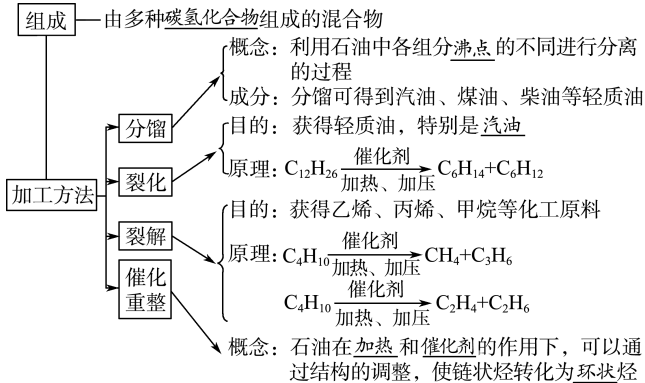 组成 由多种碳氢化合物组成的混合物
概念：利用石油中各组分沸点的不同进行分离
的过程
成分：分馏可得到汽油、煤油、柴油等轻质油
分馏
目的：获得轻质油，特别是汽油
原理：C₁₂H₂₆ 催化剂 加热、加压 C₆H₁₄+C₆H₁₂
裂化
加工方法
目的：获得乙烯、丙烯、甲烷等化工原料
裂解
原理：C₄H₁₀ 催化剂 加热、加压 CH₄+C₃H₆
C₄H₁₀ 催化剂 加热、加压 C₂H₄+C₂H₆
催化
重整
概念：石油在加热和催化剂的作用下，可以通
过结构的调整，使链状烃转化为环状烃